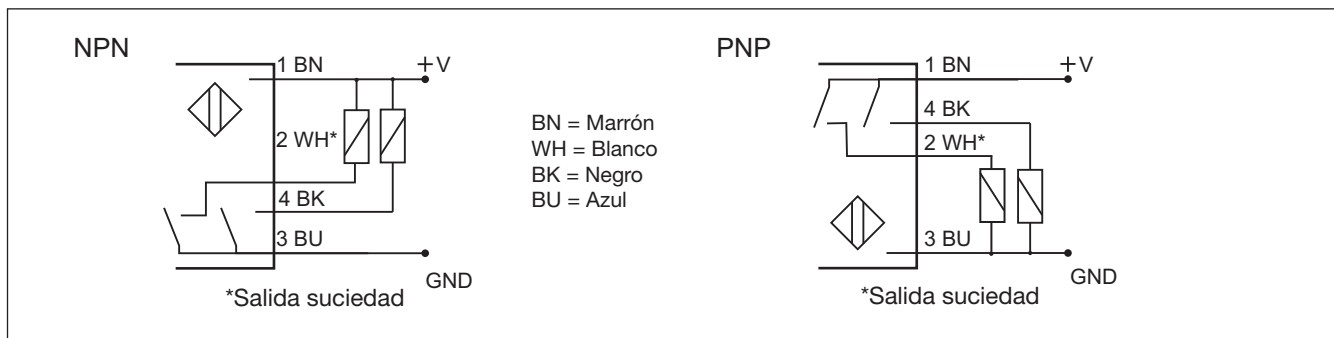 NPN
1 BN
+V
2 WH*
4 BK
3 BU
GND
*Salida suciedad
BN = Marrón
WH = Blanco
BK = Negro
BU = Azul
PNP
1 BN
+V
4 BK
2 WH*
3 BU
GND
*Salida suciedad